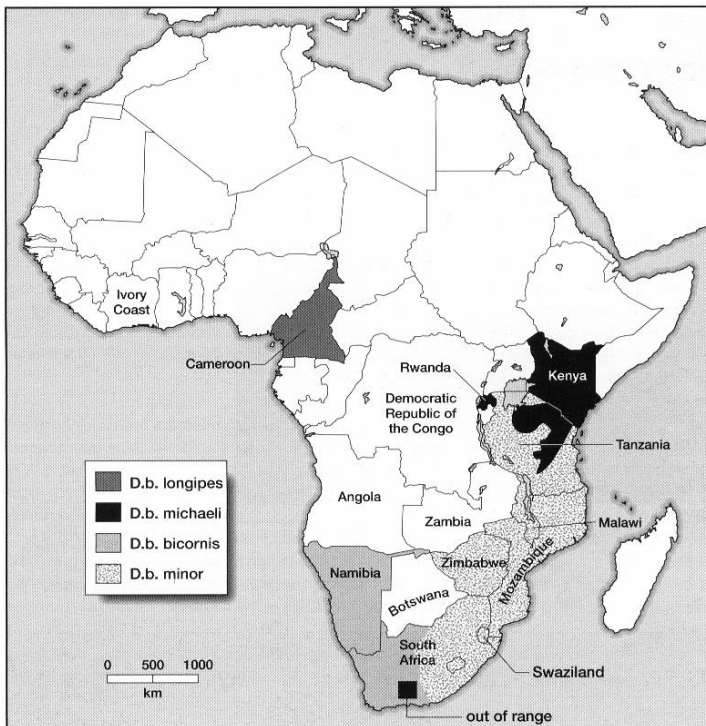 Ivory
Coast
Cameroon
Rwanda
Kenya
Democratic
Republic of
the Congo
Tanzania
D.b. longipes
D.b. michaeli
D.b. bicornis
D.b. minor
Angola
Zambia
Malawi
Namibia
Zimbabwe
Mozambique
Botswana
South
Africa
Swaziland
0 500 1000
km
out of range